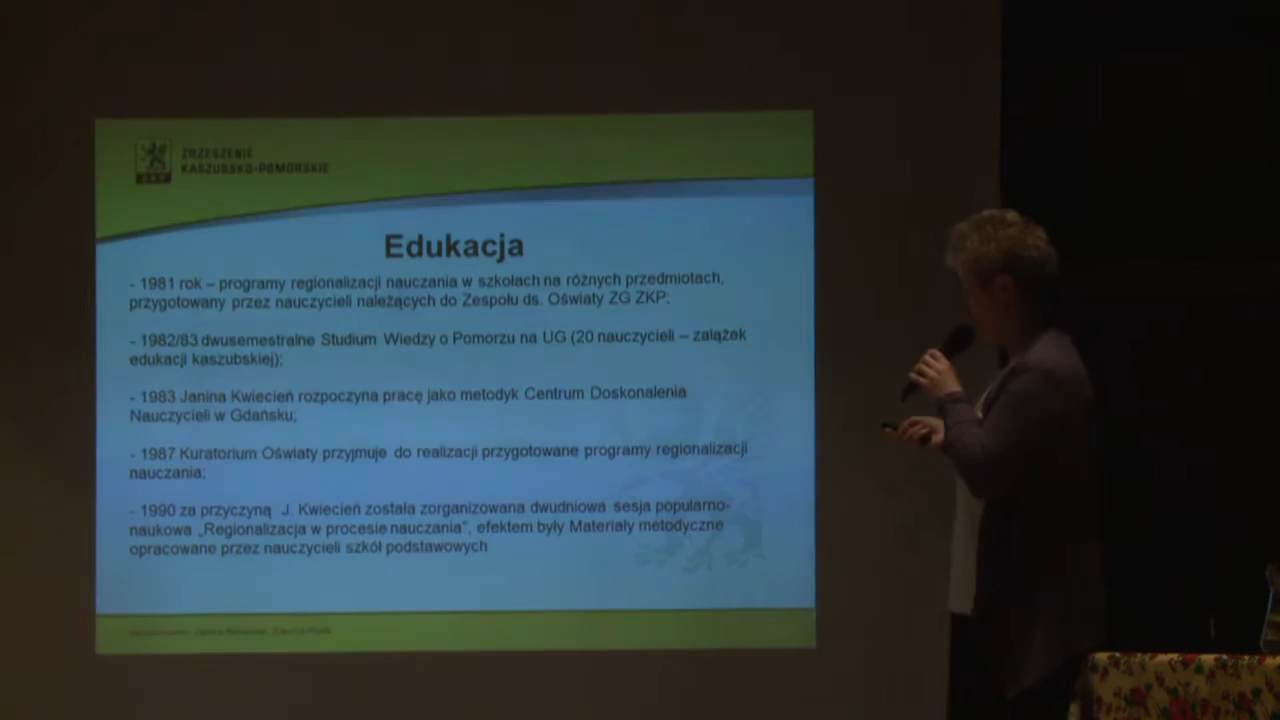 ZRZESZENIE
KASZUBSKO-POMORSKIE
Edukacja
- 1981 rok – programy regionalizacji nauczania w szkołach na różnych przedmiotach,
przygotowany przez nauczycieli należących do Zespołu ds. Oświaty ZG ZKP;
- 1982/83 dwusemestralne Studium Wiedzy o Pomorzu na UG (20 nauczycieli – zalążek
edukacji kaszubskiej);
- 1983 Janina Kwiecień rozpoczyna pracę jako metodyk Centrum Doskonalenia
Nauczycieli w Gdańsku;
- 1987 Kuratorium Oświaty przyjmuje do realizacji przygotowane programy regionalizacji
nauczania;
- 1990 za przyczyną J. Kwiecień została zorganizowana dwudniowa sesja popularno-
naukowa „Regionalizacja w procesie nauczania", efektem były Materiały metodyczne
opracowane przez nauczycieli szkół podstawowych